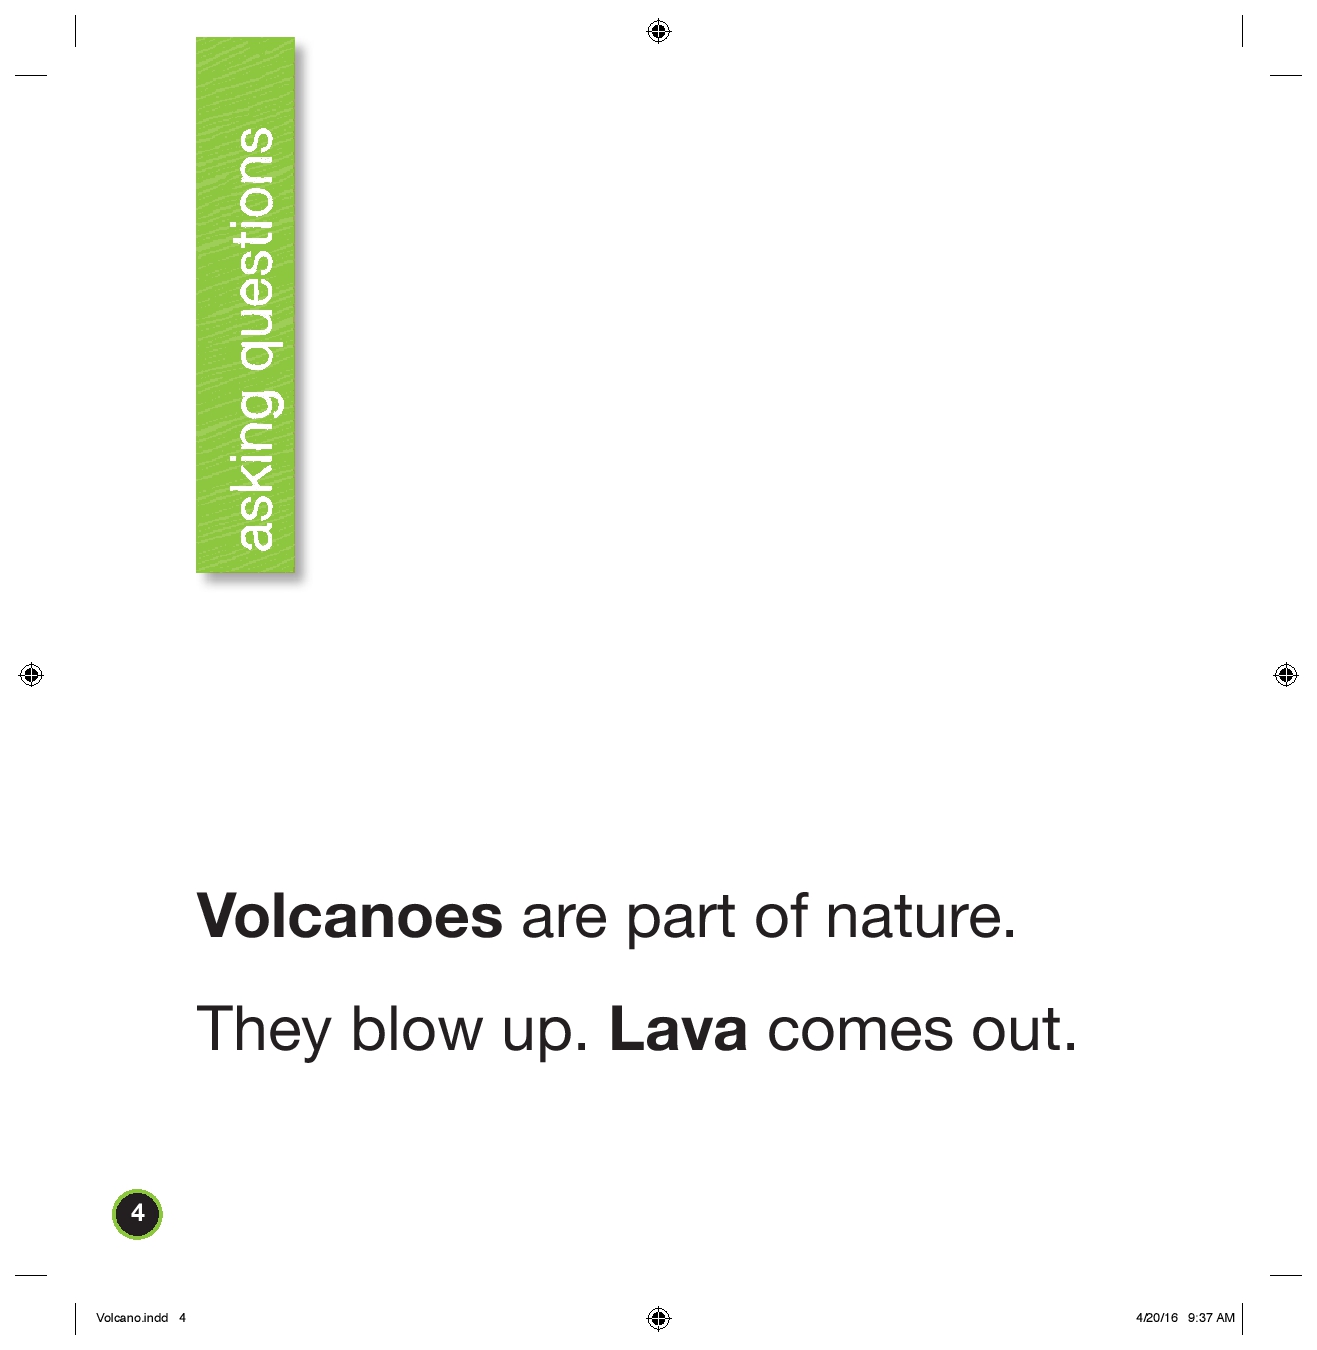 asking questions
Volcanoes are part of nature.
They blow up. Lava comes out.
4
Volcano.indd 4
4/20/16 9:37 AM